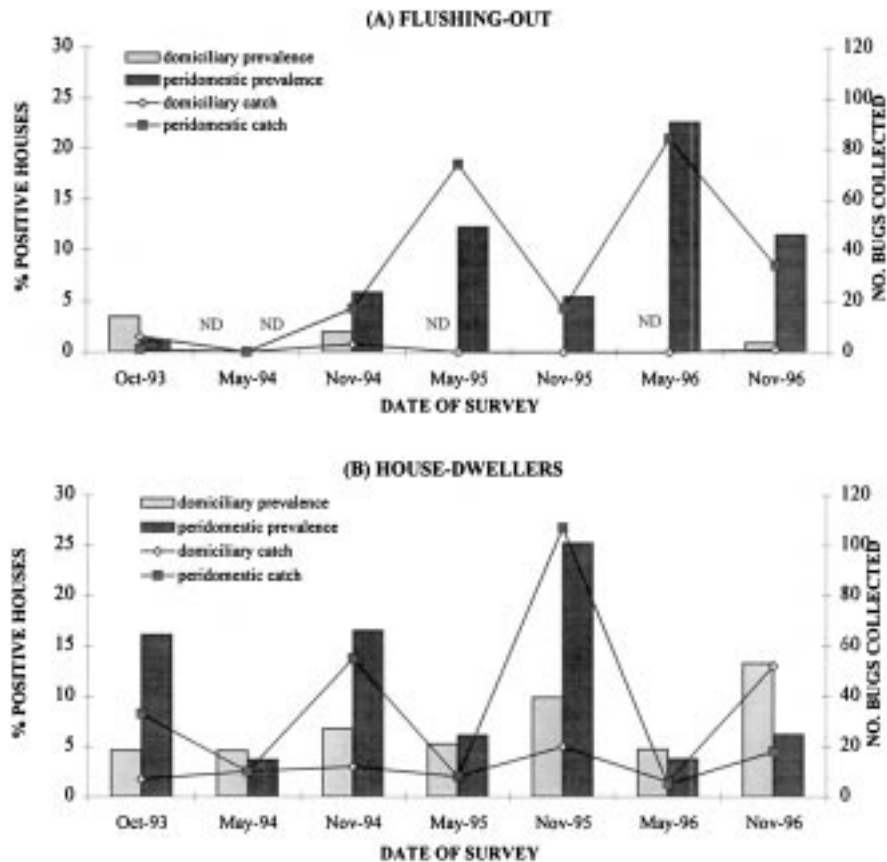 (A) FLUSHING-OUT
domiciliary prevalence
peridomestic prevalence
domiciliary catch
peridomestic catch
% POSITIVE HOUSES
30
25
20
15
10
5
0
ND
ND
ND
ND
120
100
80
60
40
20
0
NO. BUGS COLLECTED
Oct-93 May-94 Nov-94 May-95 Nov-95 May-96 Nov-96
DATE OF SURVEY
(B) HOUSE-DWELLERS
domiciliary prevalence
peridomestic prevalence
domiciliary catch
peridomestic catch
% POSITIVE HOUSES
30
25
20
15
10
5
0
120
100
80
60
40
20
0
NO. BUGS COLLECTED
Oct-93 May-94 Nov-94 May-95 Nov-95 May-96 Nov-96
DATE OF SURVEY